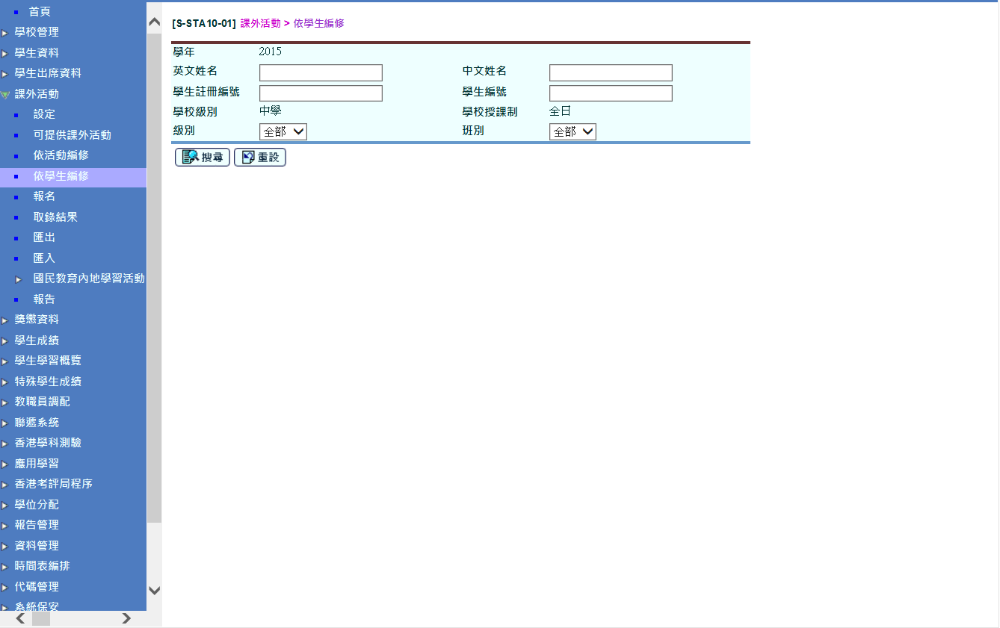 首頁
學校管理
學生資料
學生出席資料
課外活動
設定
可提供課外活動
依活動編修
依學生編修
報名
取錄結果
匯出
匯入
國民教育內地學習活動
報告
獎懲資料
學生成績
學生學習概覽
特殊學生成績
教職員調配
聯遞系統
香港學科測驗
應用學習
香港考評局程序
學位分配
報告管理
資料管理
時間表編排
代碼管理
系統保安
[S-STA10-01] 課外活動 > 依學生編修
學年 2015
英文姓名 中文姓名
學生註冊編號 學生編號
學校級別 中學 學校授課制 全日
級別 全部 班別 全部
搜尋 重設